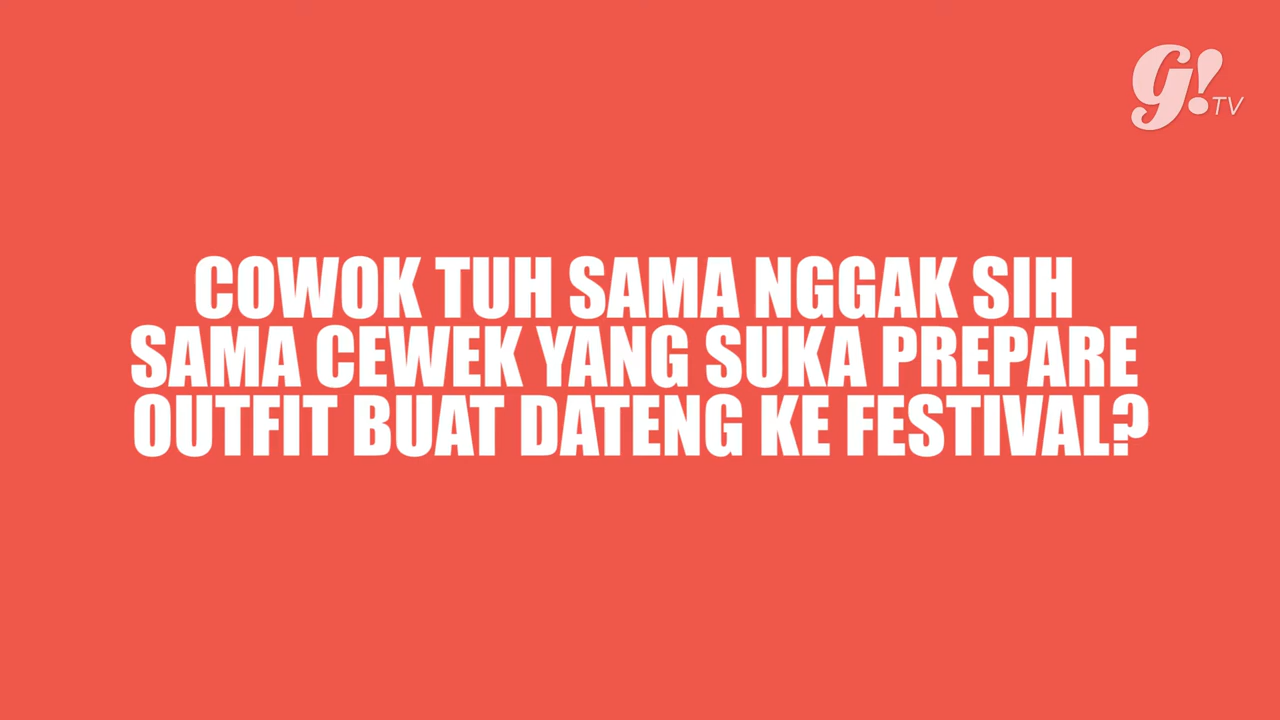 G!TV
COWOK TUH SAMA NGGAK SIH
SAMA CEWEK YANG SUKA PREPARE
OUTFIT BUAT DATENG KE FESTIVAL?